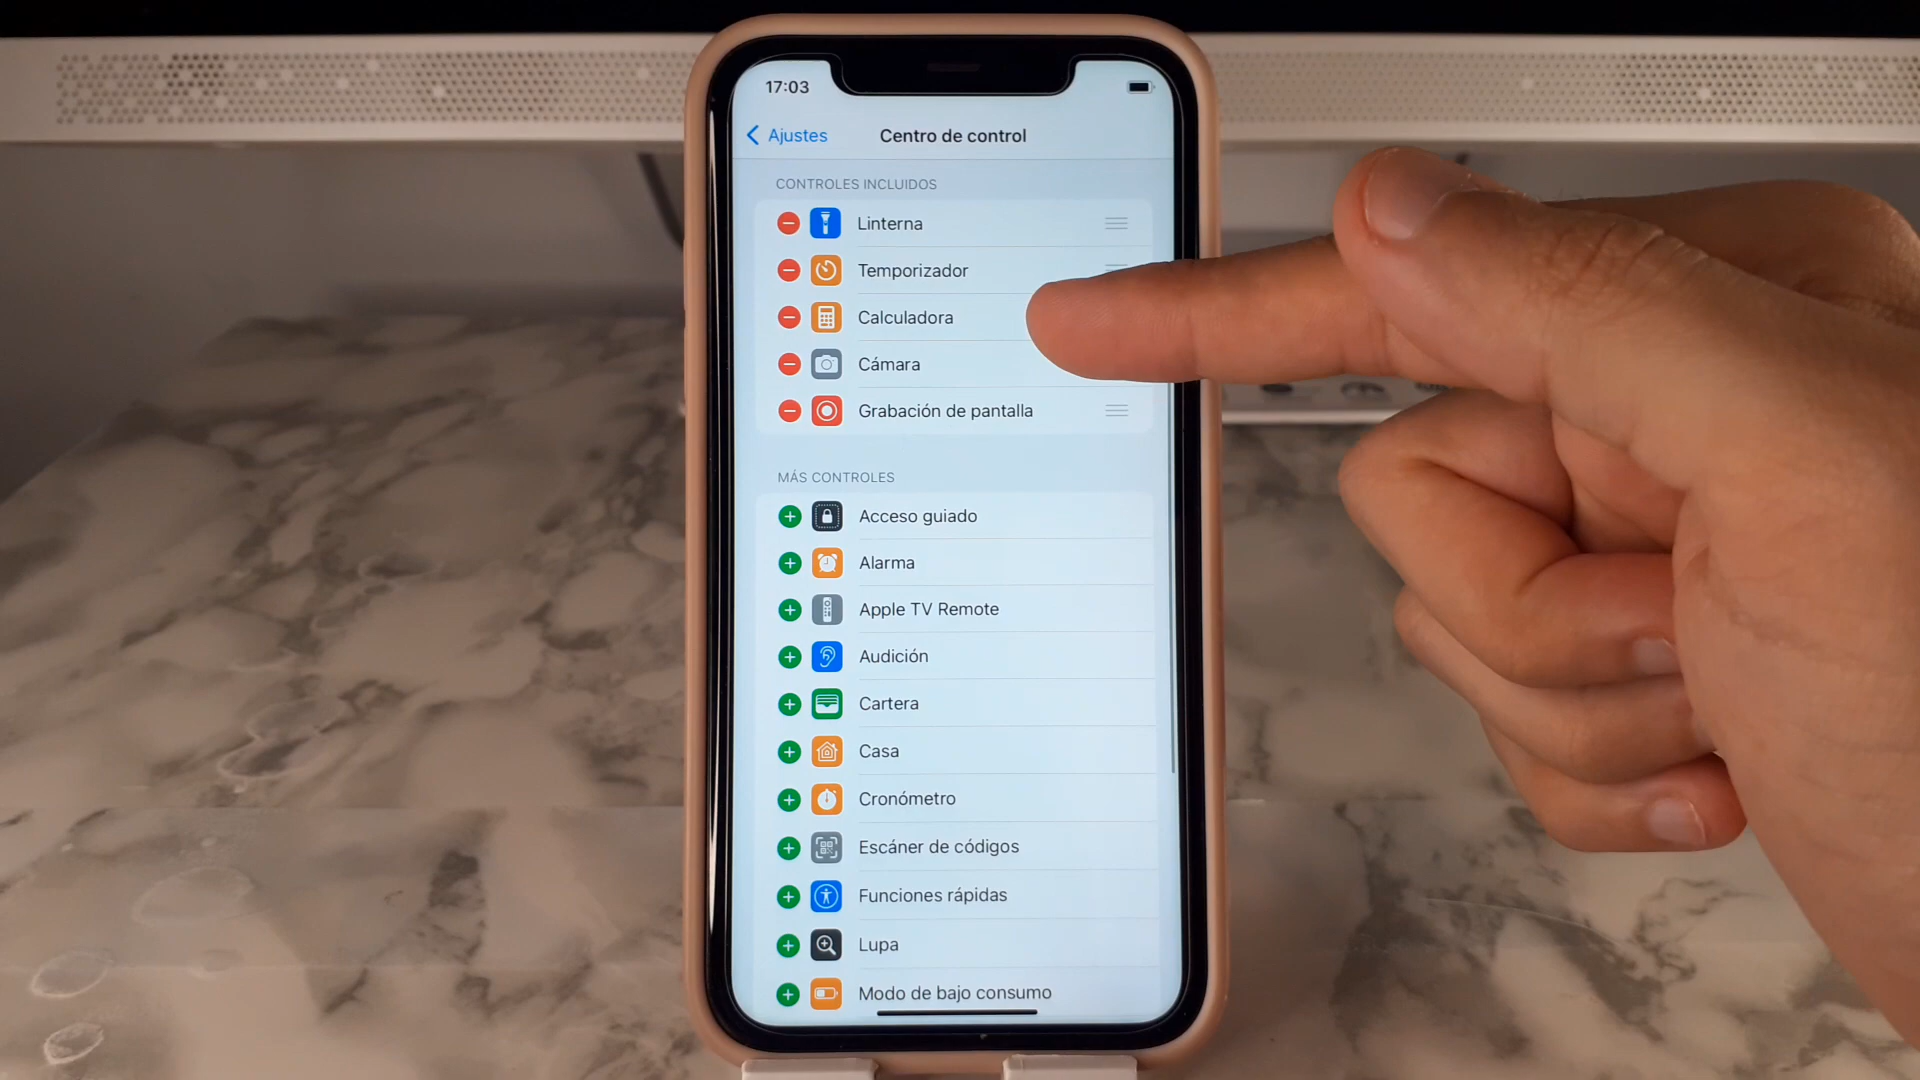 17:03
Ajustes
Centro de control
CONTROLES INCLUIDOS
Linterna
Temporizador
Calculadora
Cámara
Grabación de pantalla
MÁS CONTROLES
Acceso guiado
Alarma
Apple TV Remote
Audición
Cartera
Casa
Cronómetro
Escáner de códigos
Funciones rápidas
Lupa
Modo de bajo consumo